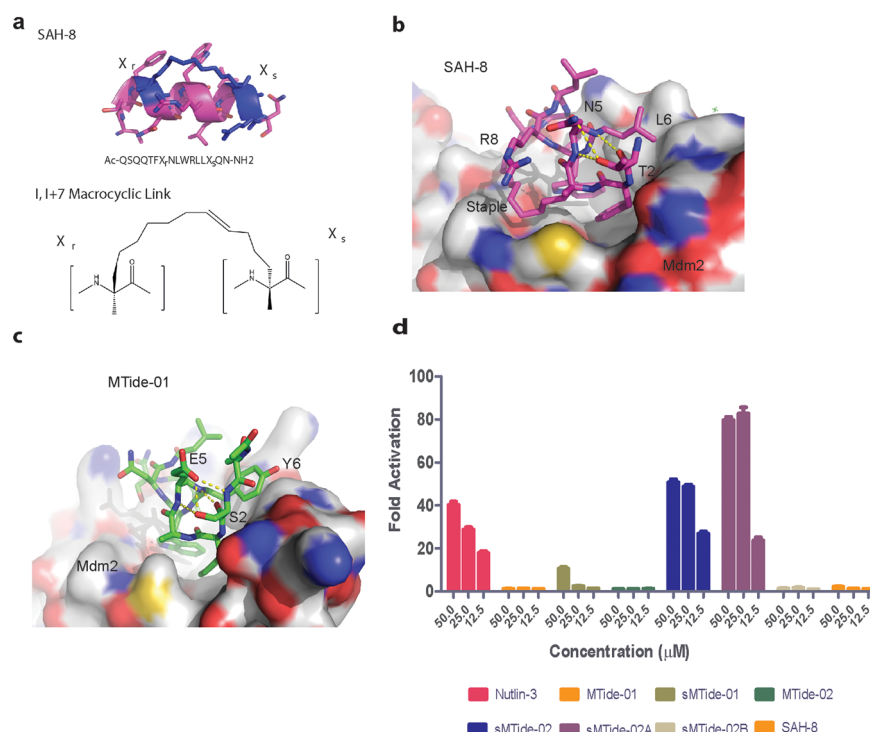 a
SAH-8
X r
X s
Ac-QSQQTFXrNLWRLLXsQN-NH2
I, I+7 Macrocyclic Link
X r
X s
H
N
O
H
N
O
b
SAH-8
N5
L6
R8
T2
Staple
Mdm2
c
MTide-01
E5
Y6
S2
Mdm2
d
Fold Activation
100
80
60
40
20
0
50.0 25.0 12.5 50.0 25.0 12.5 50.0 25.0 12.5 50.0 25.0 12.5 50.0 25.0 12.5 50.0 25.0 12.5 50.0 25.0 12.5 50.0 25.0 12.5
Concentration (μM)
Nutlin-3 MTide-01 sMTide-01 MTide-02
sMTide-02 sMTide-02A sMTide-02B SAH-8